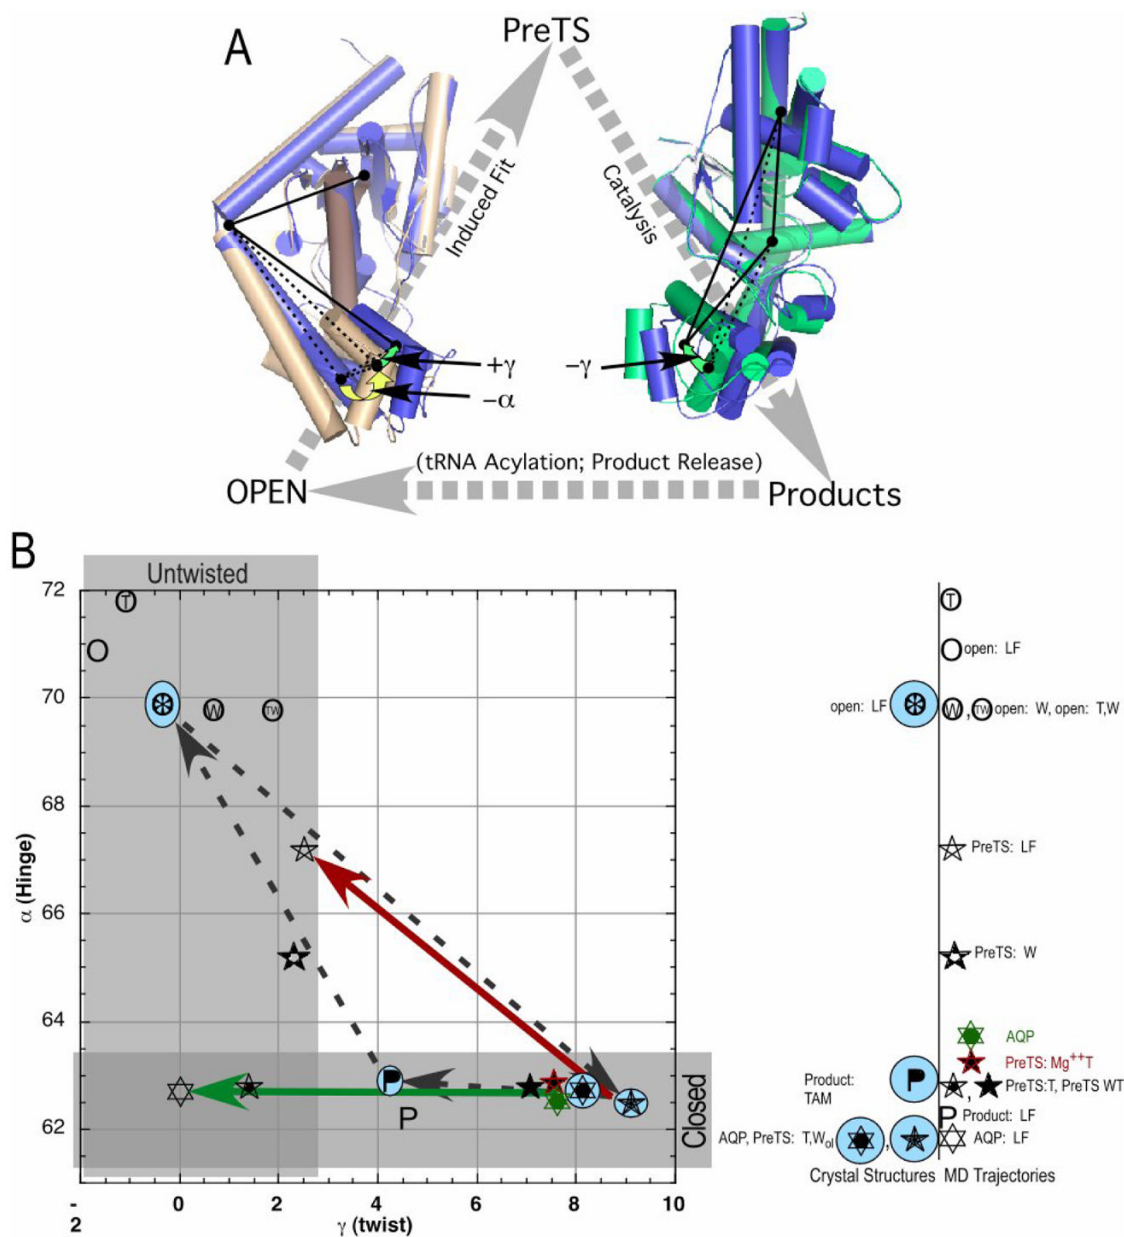 A
PreTS
Induced Fit
Catalysis
+γ
−α
−γ
(tRNA Acylation; Product Release)
OPEN
Products
B
Untwisted
72
70
68
66
64
62
α (Hinge)
T
O
W
TW
P
P
Closed
-2
0
2
4
6
8
10
γ (twist)
T
O open: LF
open: LF
W, TW open: W, open: T,W
PreTS: LF
PreTS: W
AQP
PreTS: Mg++T
Product: TAM
P
, PreTS:T, PreTS WT
P Product: LF
AQP, PreTS: T,Wol
, AQP: LF
Crystal Structures
MD Trajectories